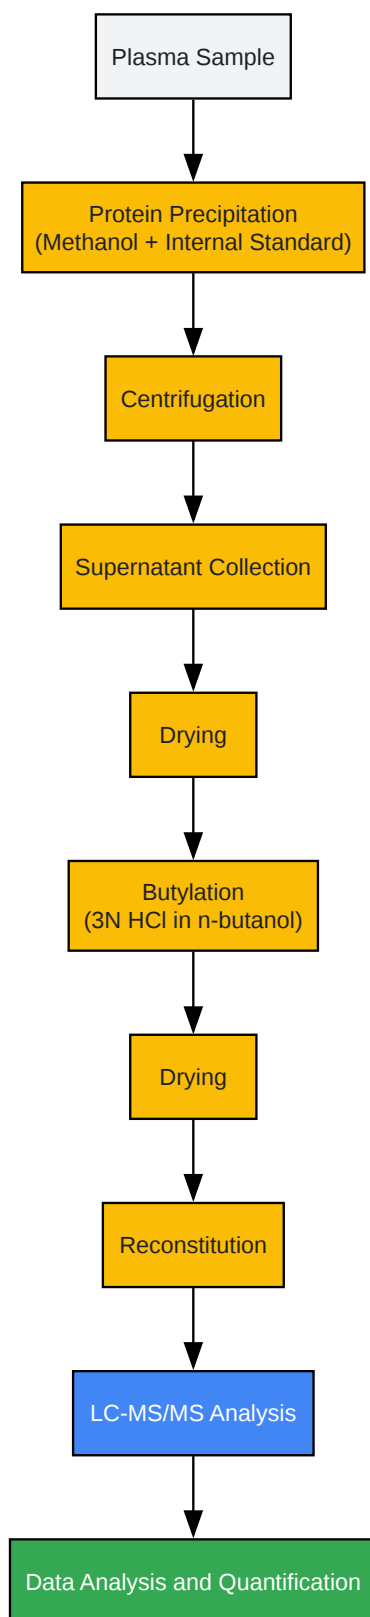 Plasma Sample
Protein Precipitation
(Methanol + Internal Standard)
Centrifugation
Supernatant Collection
Drying
Butylation
(3N HCl in n-butanol)
Drying
Reconstitution
LC-MS/MS Analysis
Data Analysis and Quantification